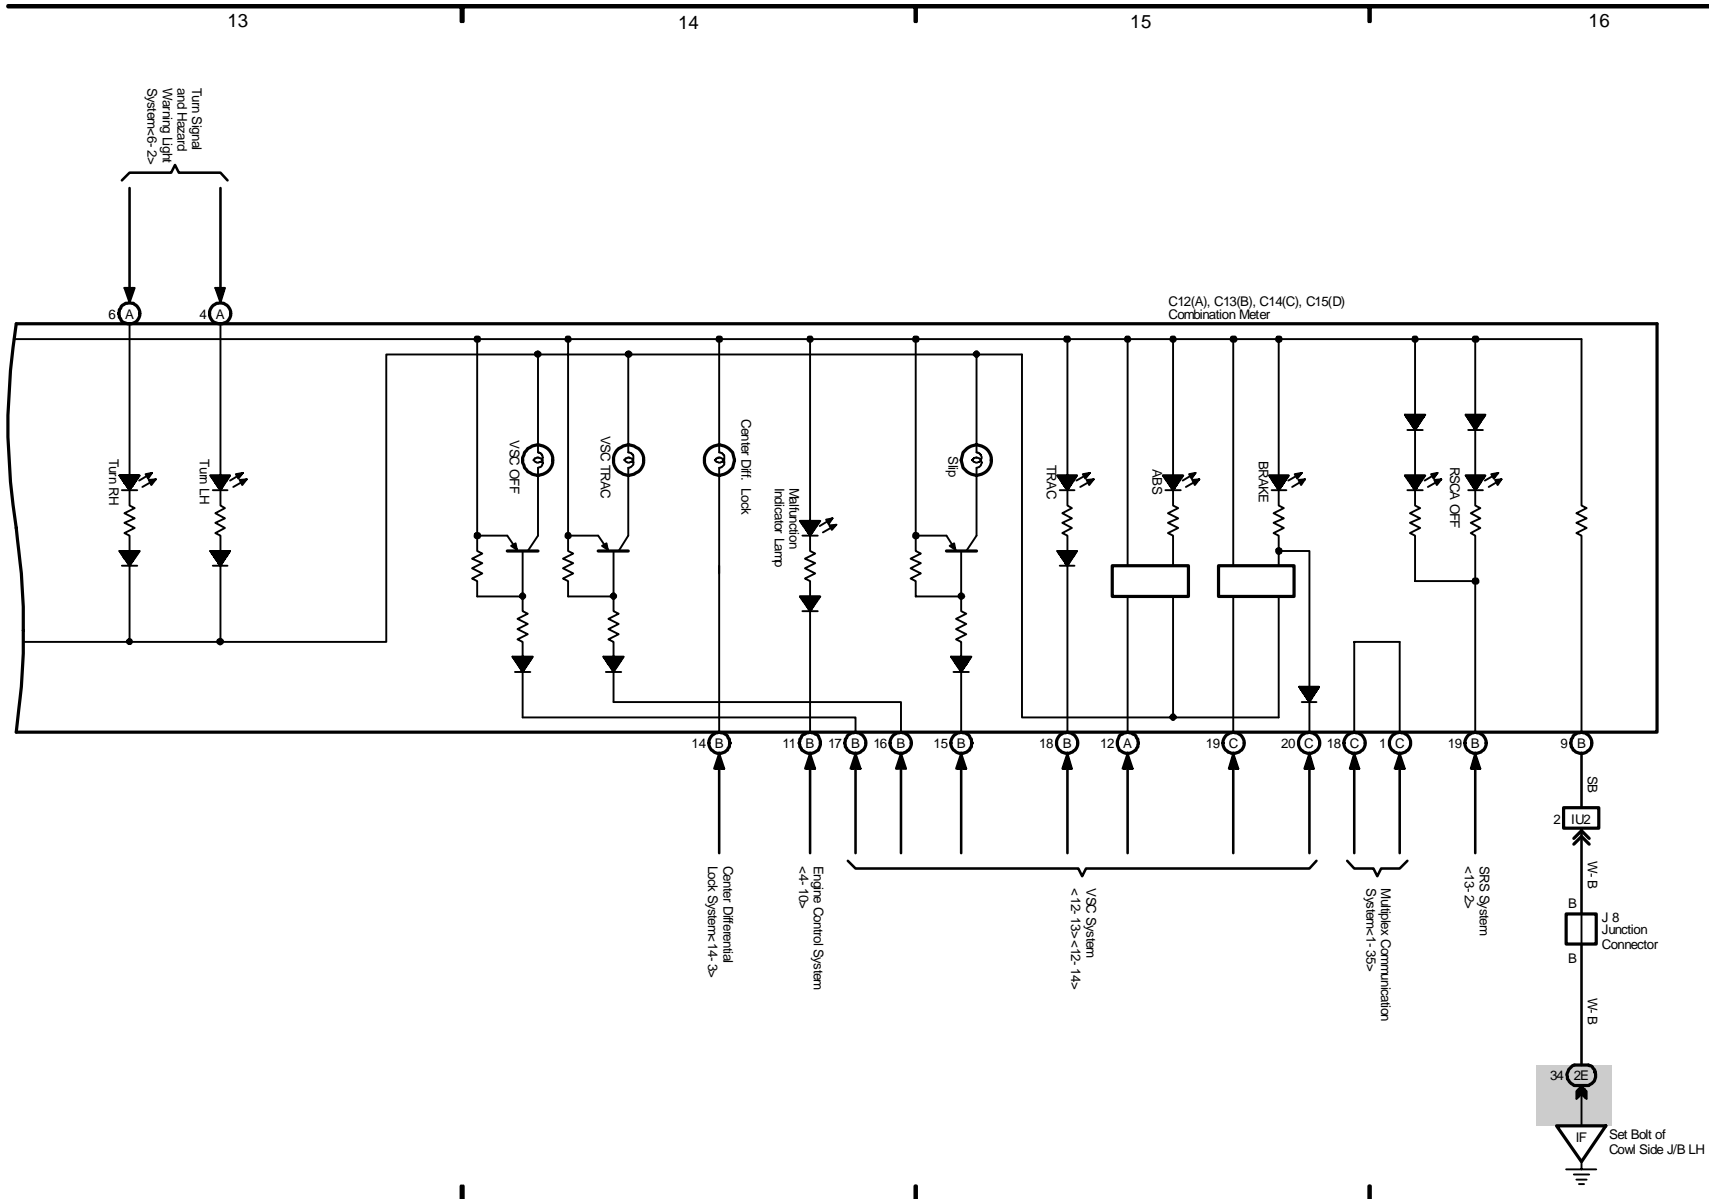 13
14
15
16
Turn Signal
and Hazard
Warning Light
System<6-2>
6 A
4 A
C12(A), C13(B), C14(C), C15(D)
Combination Meter
Turn RH
Turn LH
VSC OFF
VSC TRAC
Center Diff. Lock
Malfunction
Indicator Lamp
Slip
TRAC
ABS
BRAKE
RSCA OFF
14 B
11 B
17 B
16 B
15 B
18 B
12 A
19 C
20 C
18 C
1 C
19 B
9 B
Center Differential
Lock System<14-3>
Engine Control System
<4-10>
VSC System
<12-13><12-14>
Multiplex Communication
System<1-35>
SRS System
<13-2>
SB
2 IU2
W-B
B
J 8
Junction
Connector
B
W-B
34 2E
IF
Set Bolt of
Cowl Side J/B LH